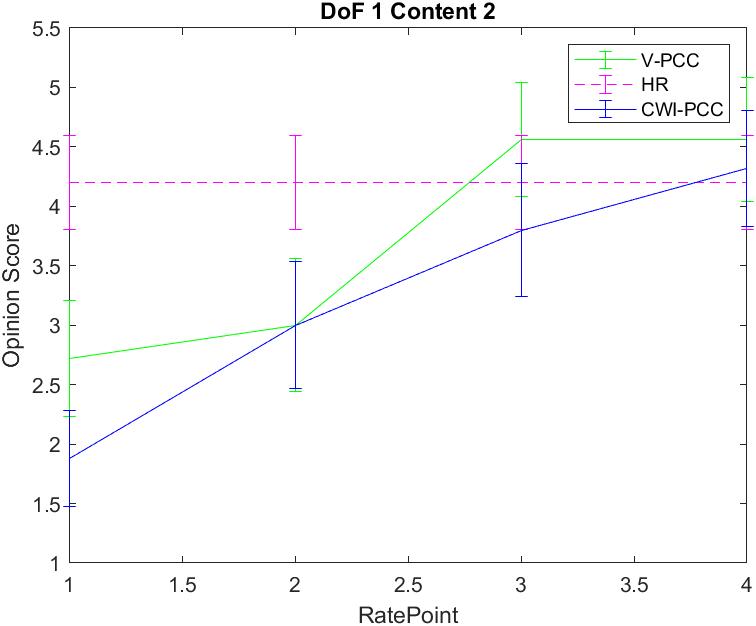 DoF 1 Content 2
5.5
5
4.5
4
3.5
3
2.5
2
1.5
1
Opinion Score
V-PCC
HR
CWI-PCC
1 1.5 2 2.5 3 3.5 4
RatePoint